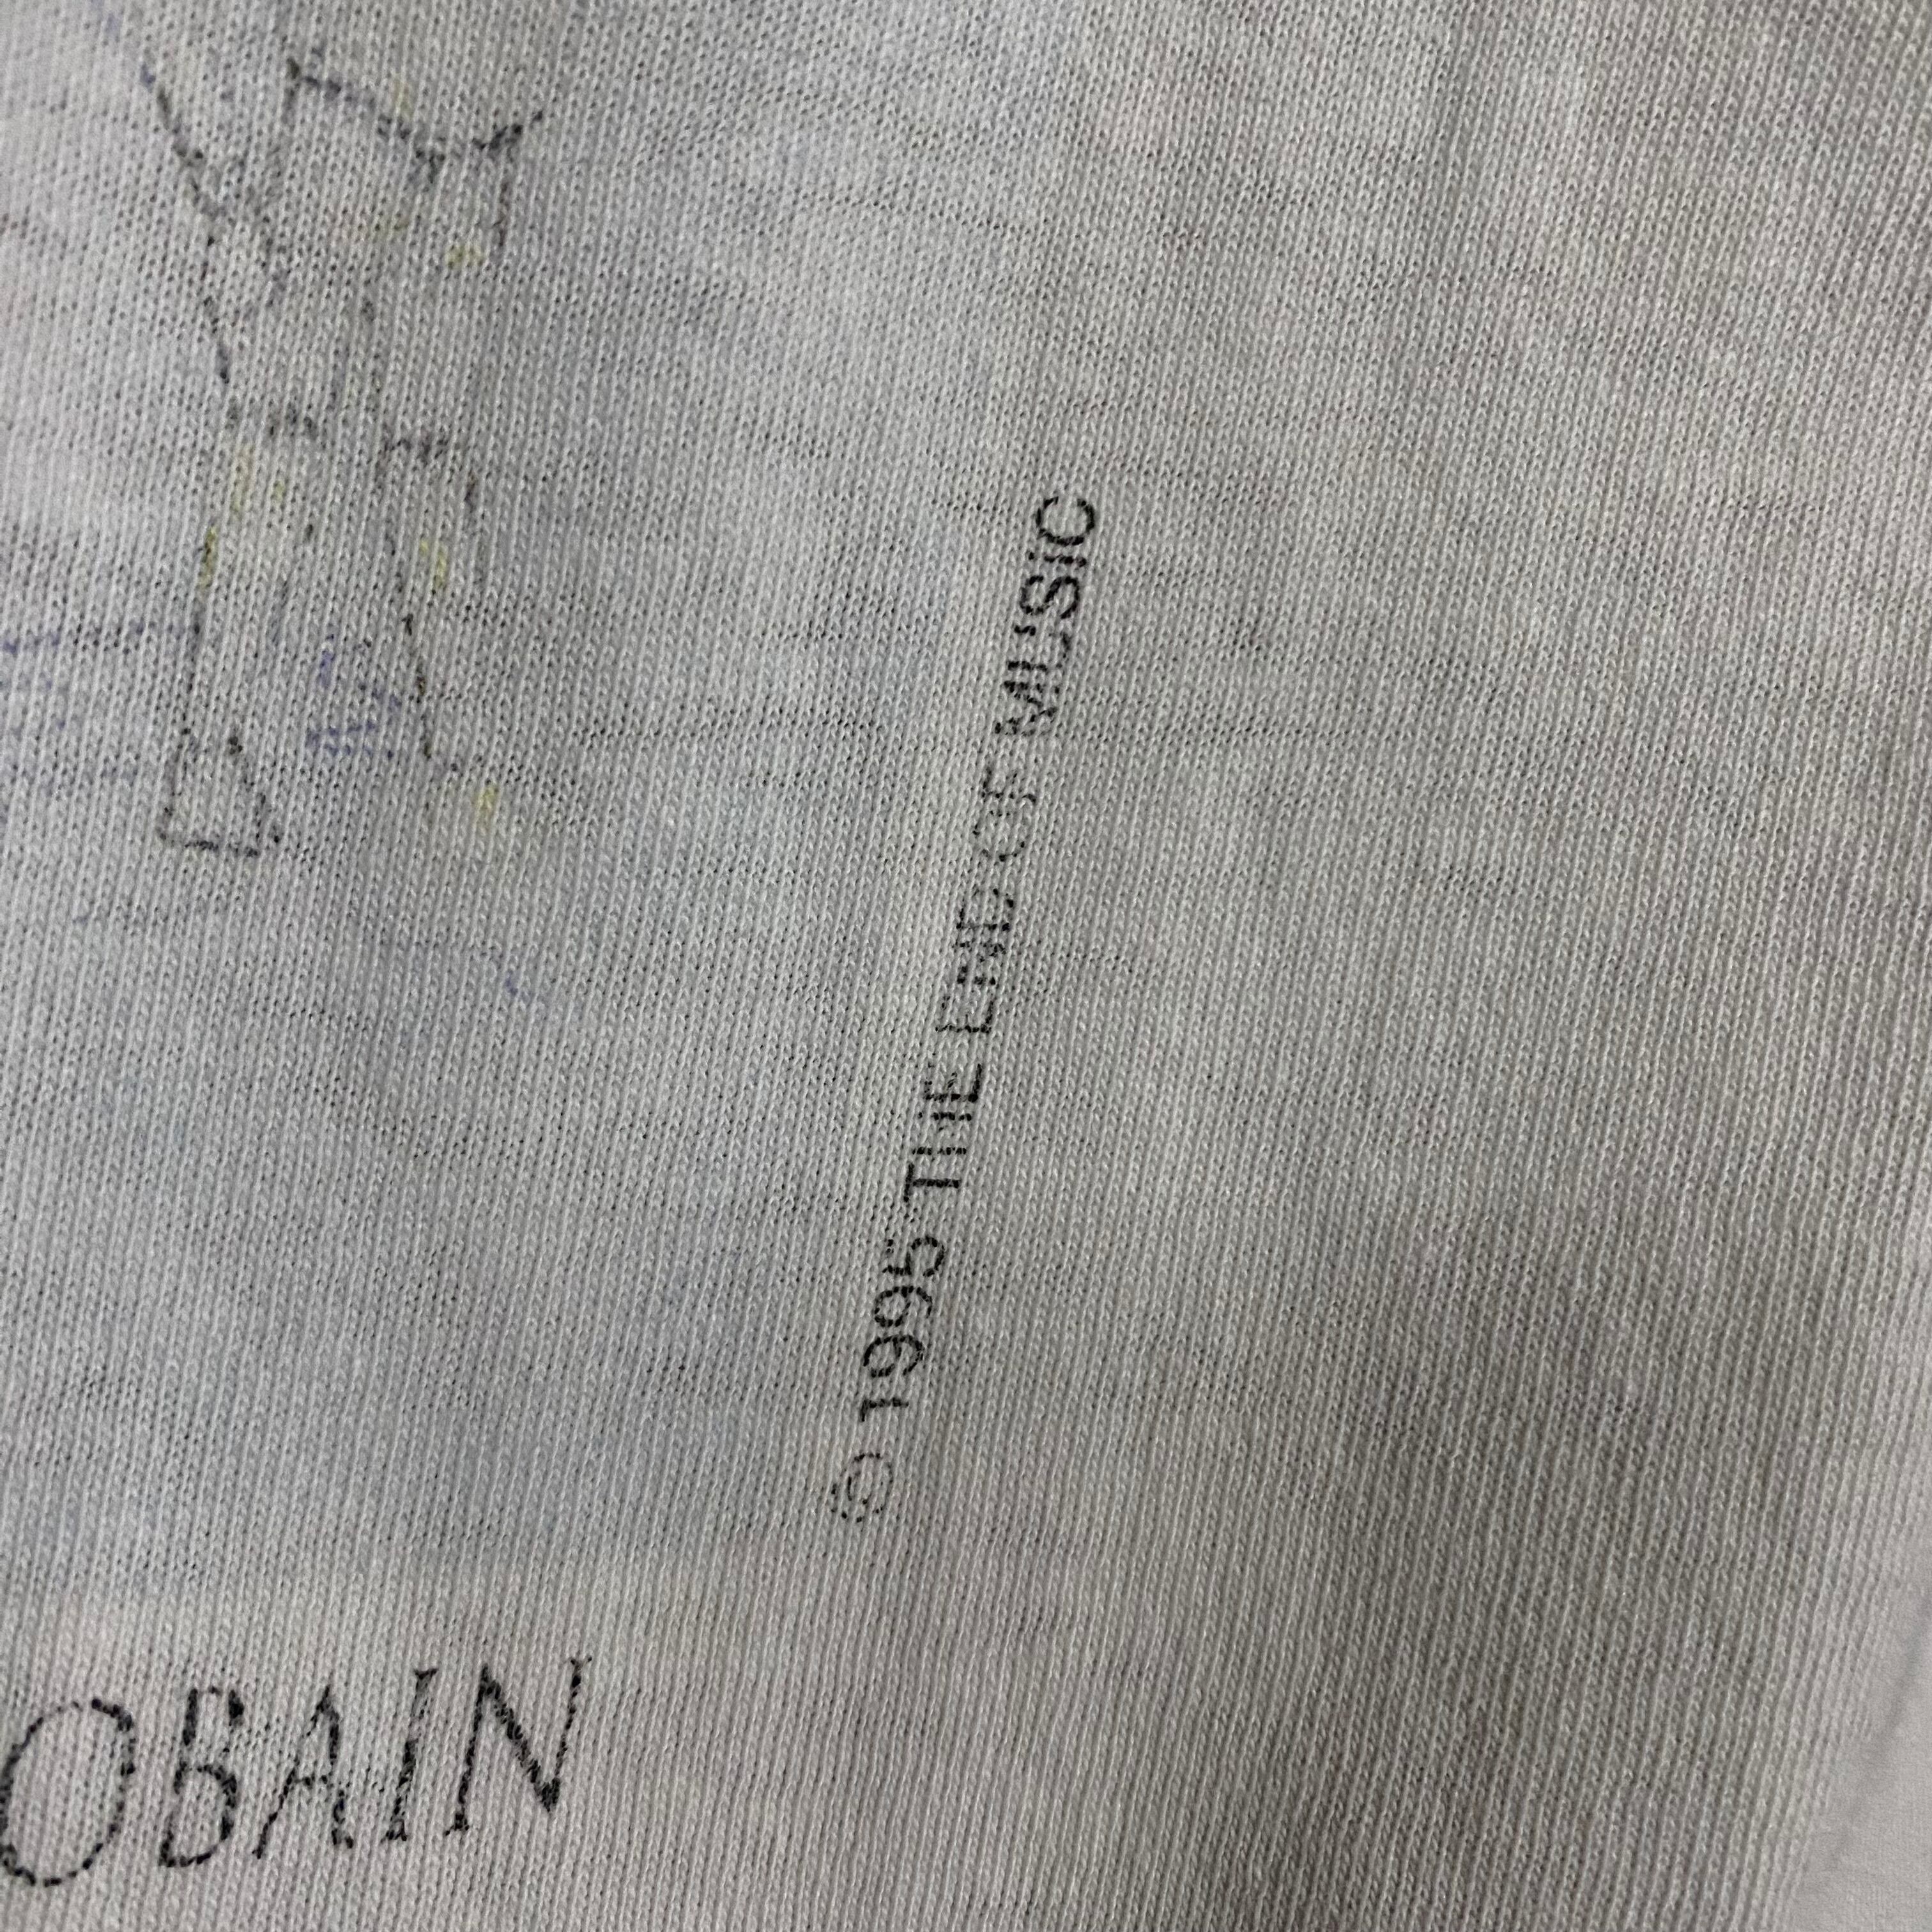 © 1995 THE END OF MUSIC
OBAIN